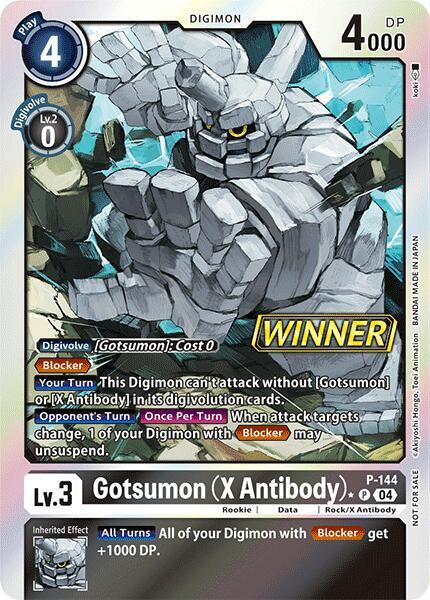 DIGIMON
Play
4
4000
DP
koki
Digivolve
Lv.2
0
WINNER
Digivolve [Gotsumon]: Cost 0
Blocker
Your Turn This Digimon can't attack without [Gotsumon]
or [X Antibody] in its digivolution cards.
Opponent's Turn Once Per Turn When attack targets
change, 1 of your Digimon with Blocker may
unsuspend.
©Akiyoshi Hongo, Toei Animation BANDAI MADE IN JAPAN
NOT FOR SALE
P-144
Lv.3 Gotsumon (X Antibody) P 04
Rookie Data Rock/X Antibody
Inherited Effect
All Turns All of your Digimon with Blocker get
+1000 DP.